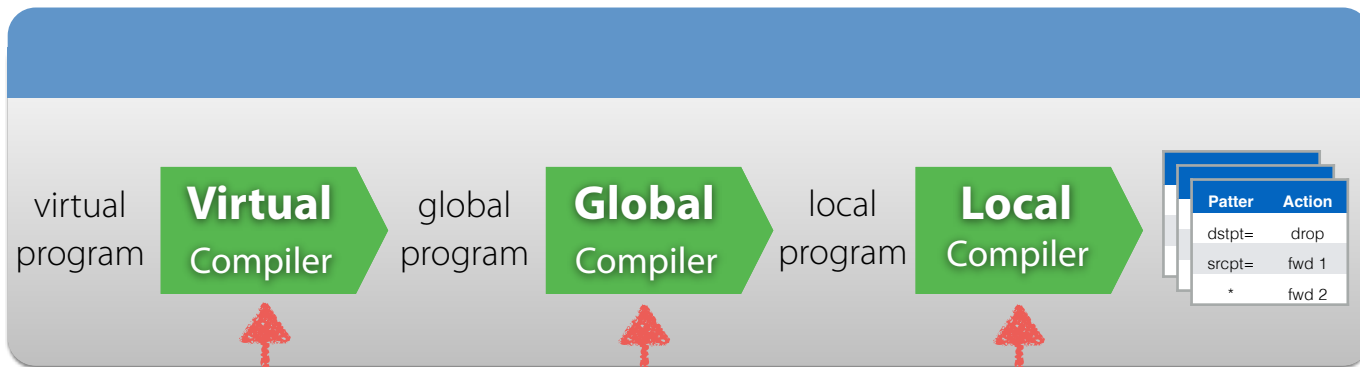 virtual
program
Virtual
Compiler
global
program
Global
Compiler
local
program
Local
Compiler
Patter Action
dstpt= drop
srcpt= fwd 1
* fwd 2